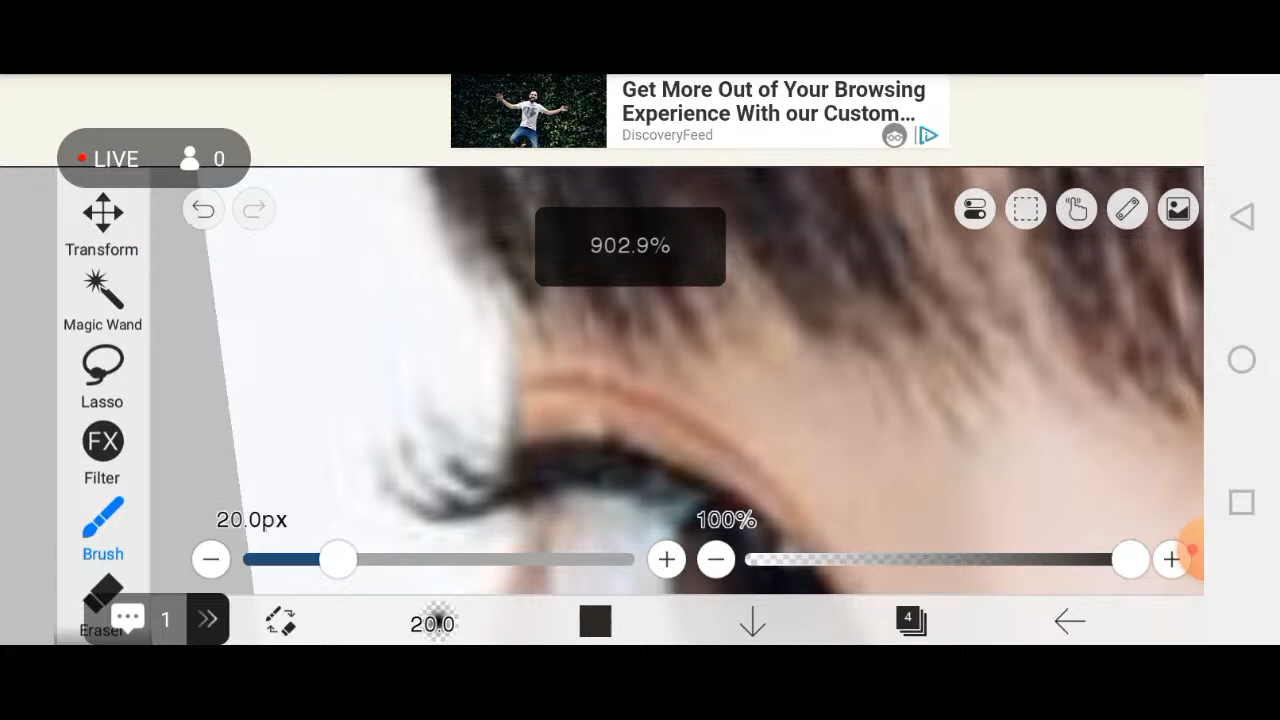 Get More Out of Your Browsing
Experience With our Custom...
DiscoveryFeed
LIVE 0
902.9%
Transform
Magic Wand
Lasso
FX
Filter
Brush
Eraser
20.0px
100%
1
20.0
4